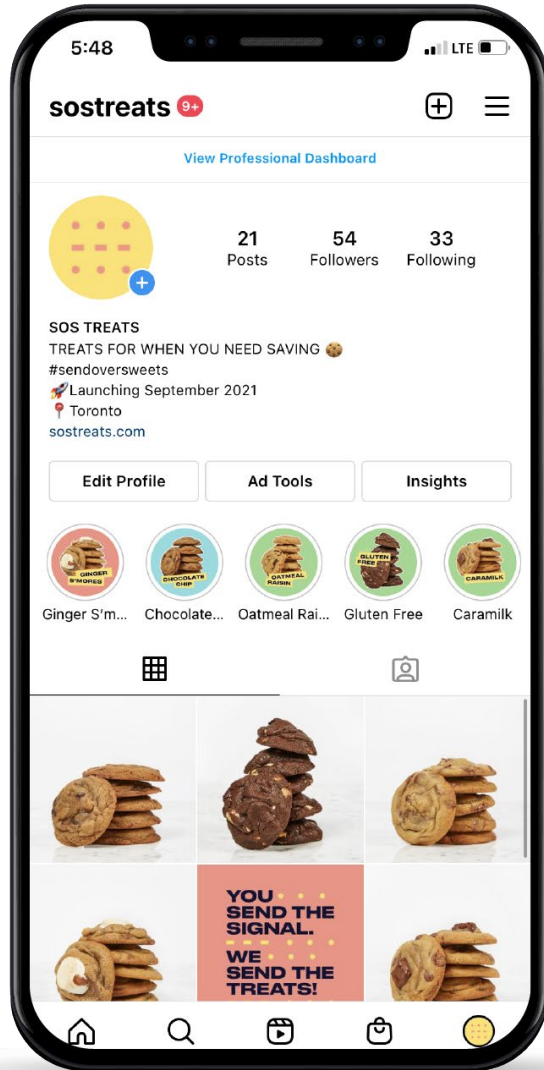 5:48
LTE
sostreats 9+
View Professional Dashboard
21
Posts
54
Followers
33
Following
SOS TREATS
TREATS FOR WHEN YOU NEED SAVING 🍪
#sendoversweets
🚀Launching September 2021
📍 Toronto
sostreats.com
Edit Profile
Ad Tools
Insights
GINGER
S'MORES
CHOCOLATE
CHIP
OATMEAL
RAISIN
GLUTEN
FREE
CARAMILK
Ginger S'm...
Chocolate...
Oatmeal Rai...
Gluten Free
Caramilk
YOU
SEND THE
SIGNAL.
WE
SEND THE
TREATS!